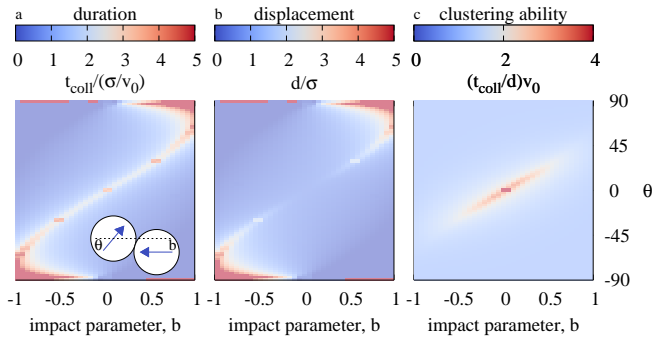 a duration b displacement c clustering ability
0 1 2 3 4 5 0 1 2 3 4 5 0 2 4
t_coll/(σ/v_0) d/σ (t_coll/d)v_0
90
45
0 θ
-45
-90
θ b
-1 -0.5 0 0.5 1 -1 -0.5 0 0.5 1 -1 -0.5 0 0.5 1
impact parameter, b impact parameter, b impact parameter, b